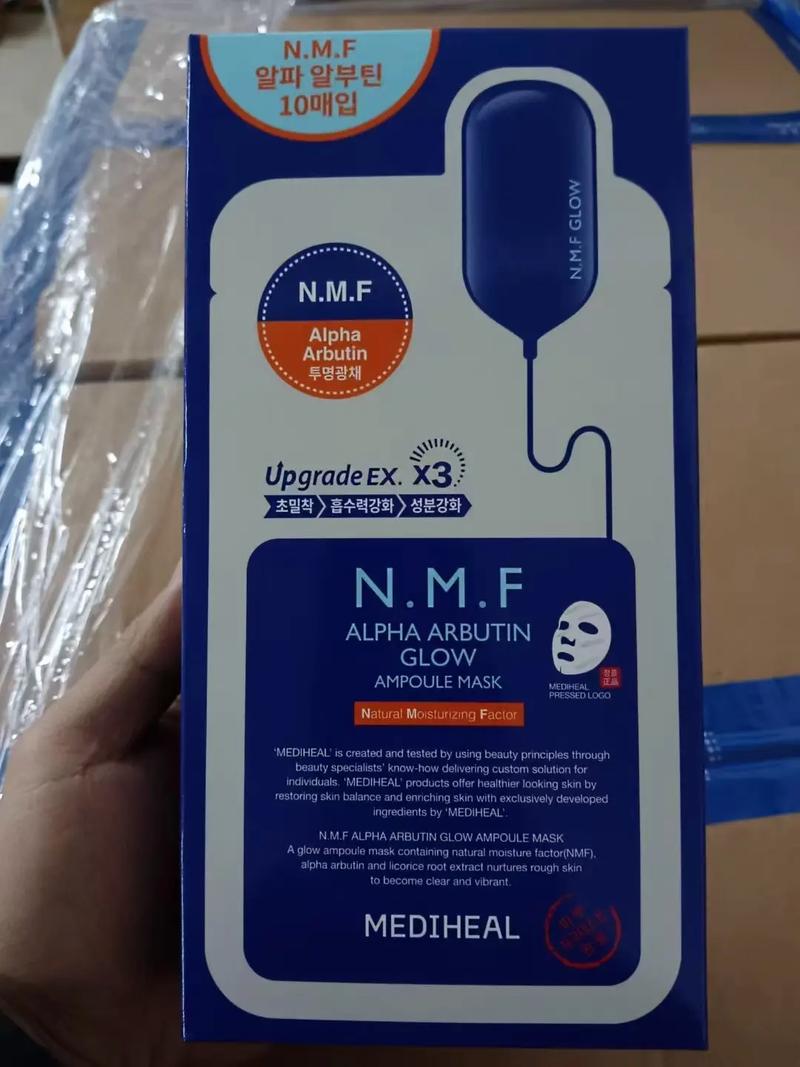 N.M.F
알파 알부틴
10매입
N.M.F GLOW
N.M.F
Alpha
Arbutin
투명광채
UpgradeEX. x3
초밀착 흡수력강화 성분강화
N.M.F
ALPHA ARBUTIN
GLOW
AMPOULE MASK
정품
正品
MEDIHEAL
PRESSED LOGO
Natural Moisturizing Factor
'MEDIHEAL' is created and tested by using beauty principles through
beauty specialists' know-how delivering custom solution for
individuals. 'MEDIHEAL' products offer healthier looking skin by
restoring skin balance and enriching skin with exclusively developed
ingredients by 'MEDIHEAL'.
N.M.F ALPHA ARBUTIN GLOW AMPOULE MASK
A glow ampoule mask containing natural moisture factor(NMF),
alpha arbutin and licorice root extract nurtures rough skin
to become clear and vibrant.
MEDIHEAL